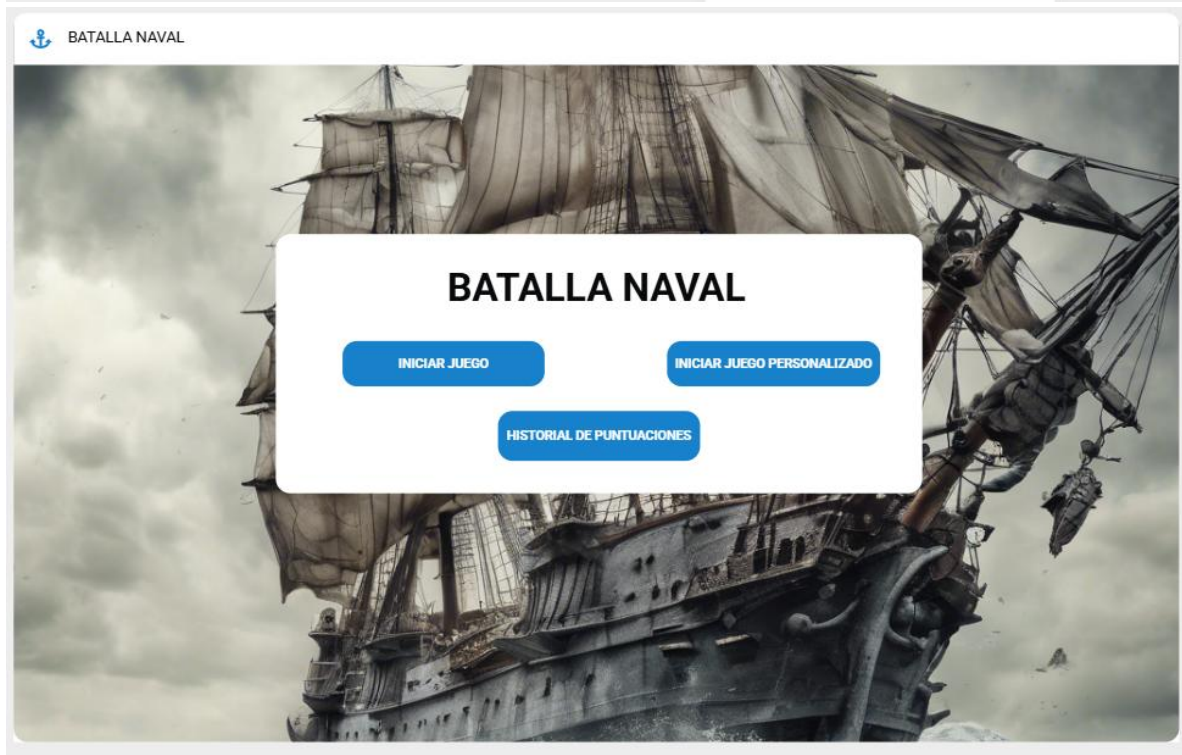 BATALLA NAVAL
BATALLA NAVAL
INICIAR JUEGO
INICIAR JUEGO PERSONALIZADO
HISTORIAL DE PUNTUACIONES